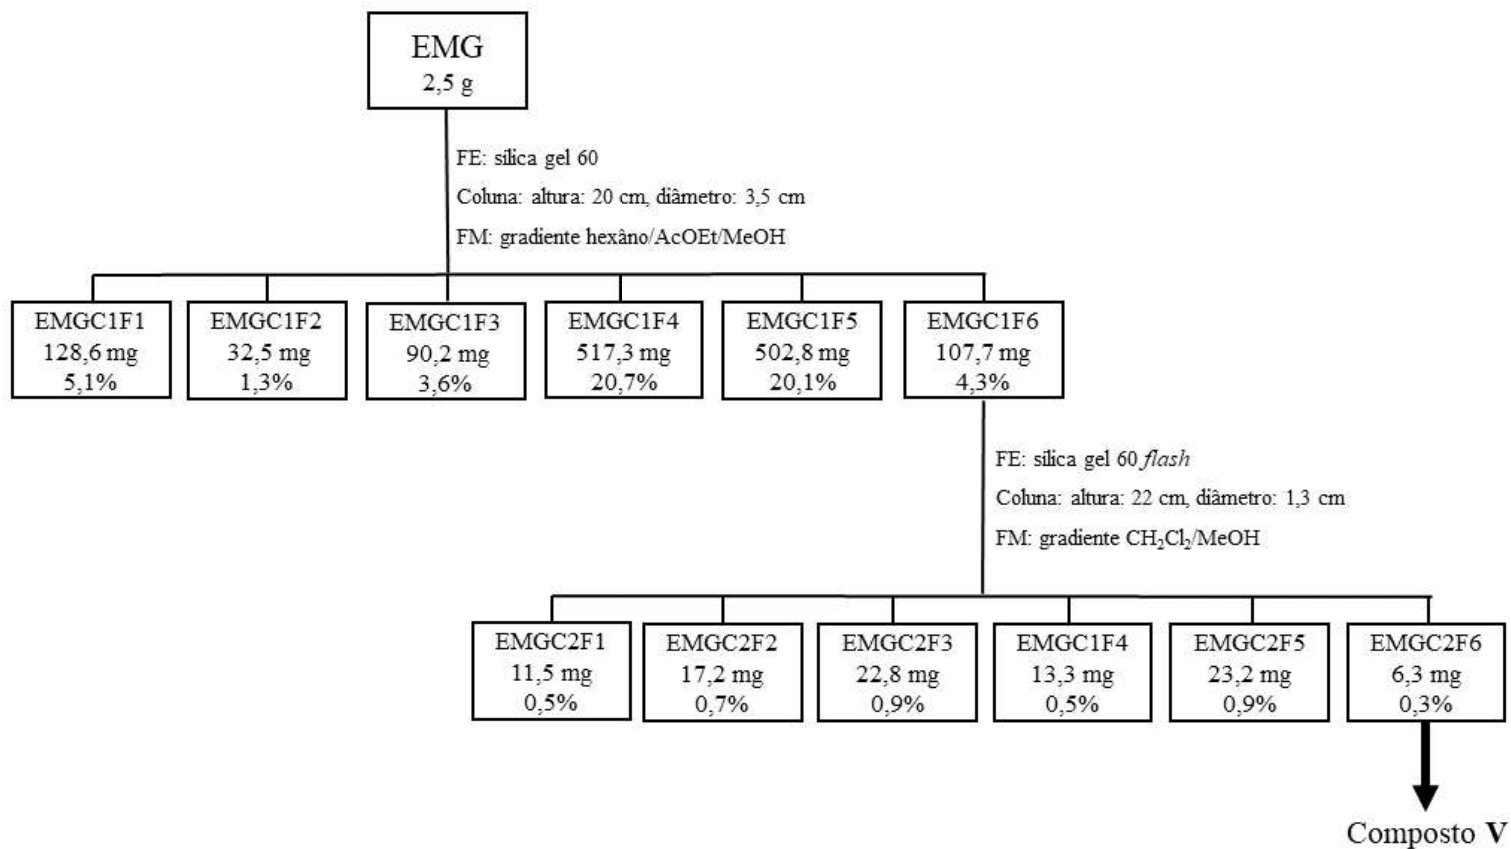 EMG
2,5 g
FE: sílica gel 60
Coluna: altura: 20 cm, diâmetro: 3,5 cm
FM: gradiente hexâno/AcOEt/MeOH
EMGC1F1
128,6 mg
5,1%
EMGC1F2
32,5 mg
1,3%
EMGC1F3
90,2 mg
3,6%
EMGC1F4
517,3 mg
20,7%
EMGC1F5
502,8 mg
20,1%
EMGC1F6
107,7 mg
4,3%
FE: sílica gel 60 flash
Coluna: altura: 22 cm, diâmetro: 1,3 cm
FM: gradiente CH₂Cl₂/MeOH
EMGC2F1
11,5 mg
0,5%
EMGC2F2
17,2 mg
0,7%
EMGC2F3
22,8 mg
0,9%
EMGC1F4
13,3 mg
0,5%
EMGC2F5
23,2 mg
0,9%
EMGC2F6
6,3 mg
0,3%
Composto V